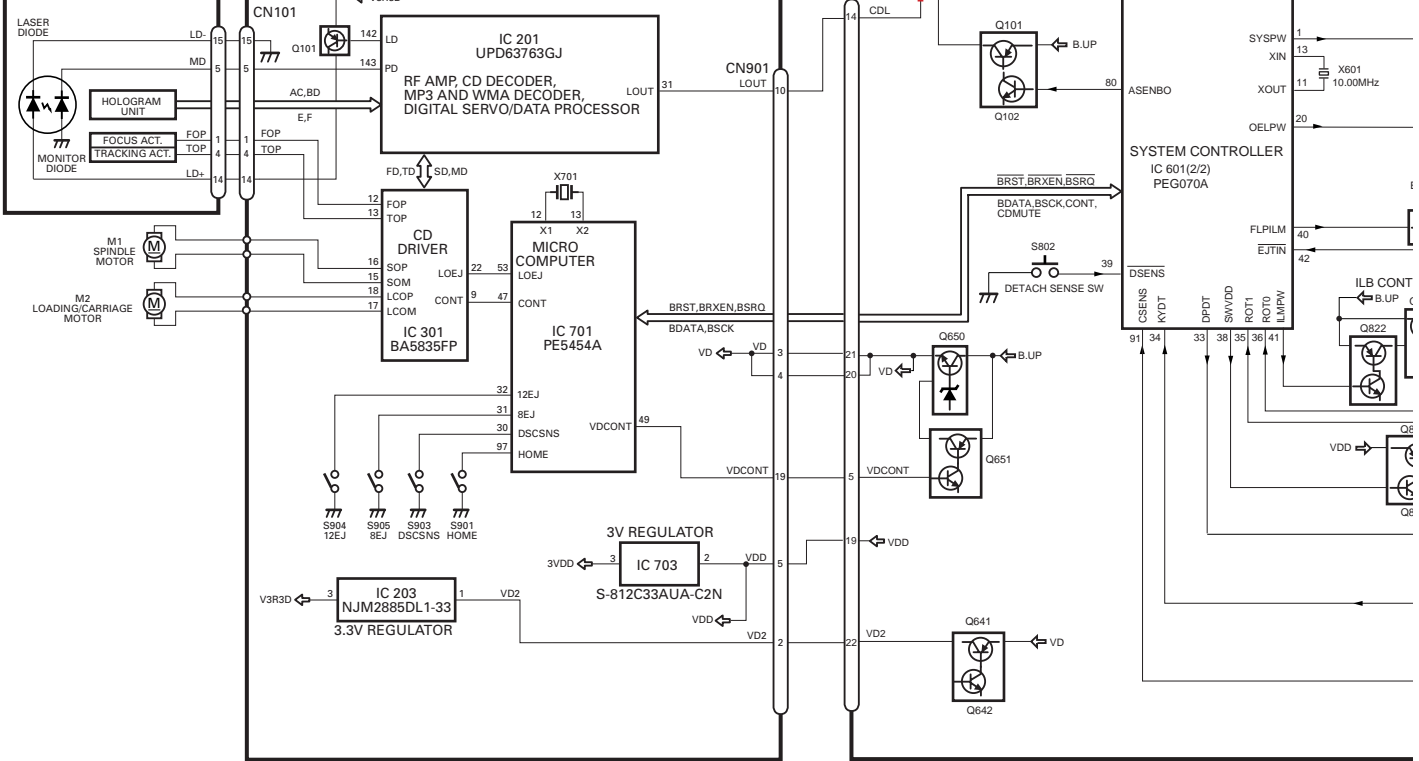 LASER
DIODE
CN101
LD-
15
15
MD
5
5
HOLOGRAM
UNIT
AC,BD
E,F
FOCUS ACT.
TRACKING ACT.
FOP
1
1
FOP
TOP
4
4
TOP
MONITOR
DIODE
LD+
14
14
Q101
142
LD
143
PD
IC 201
UPD63763GJ
RF AMP, CD DECODER,
MP3 AND WMA DECODER,
DIGITAL SERVO/DATA PROCESSOR
LOUT
31
LOUT
CN901
10
FD,TD
SD,MD
12
FOP
13
TOP
CD
DRIVER
16
SOP
15
SOM
18
LCOP
17
LCOM
LOEJ
22
CONT
9
IC 301
BA5835FP
M1
SPINDLE
MOTOR
M
M2
LOADING/CARRIAGE
MOTOR
M
X701
12
13
X1
X2
MICRO
COMPUTER
53
LOEJ
47
CONT
IC 701
PE5454A
32
12EJ
31
8EJ
30
DSCSNS
97
HOME
VDCONT
49
S904
12EJ
S905
8EJ
S903
DSCSNS
S901
HOME
BRST,BRXEN,BSRQ
BDATA,BSCK
VD
VD
3
4
VDCONT
19
3V REGULATOR
3VDD
3
IC 703
2
VDD
5
S-812C33AUA-C2N
VDD
V3R3D
3
IC 203
NJM2885DL1-33
1
VD2
3.3V REGULATOR
VD2
2
14
CDL
21
20
VD
5
VDCONT
19
VDD
22
VD2
Q101
B.UP
Q102
80
ASENBO
BRST,BRXEN,BSRQ
BDATA,BSCK,CONT,
CDMUTE
S802
39
DSENS
DETACH SENSE SW
Q650
B.UP
Q651
Q641
VD
Q642
SYSPW
1
XIN
13
XOUT
11
X601
10.00MHz
OELPW
20
SYSTEM CONTROLLER
IC 601(2/2)
PEG070A
FLPILM
40
EJTIN
42
CSENS
KYDT
DPDT
SWVDD
ROT1
ROT0
ILMPW
91
34
33
38
35
36
41
ILB CONT
B.UP
Q822
VDD